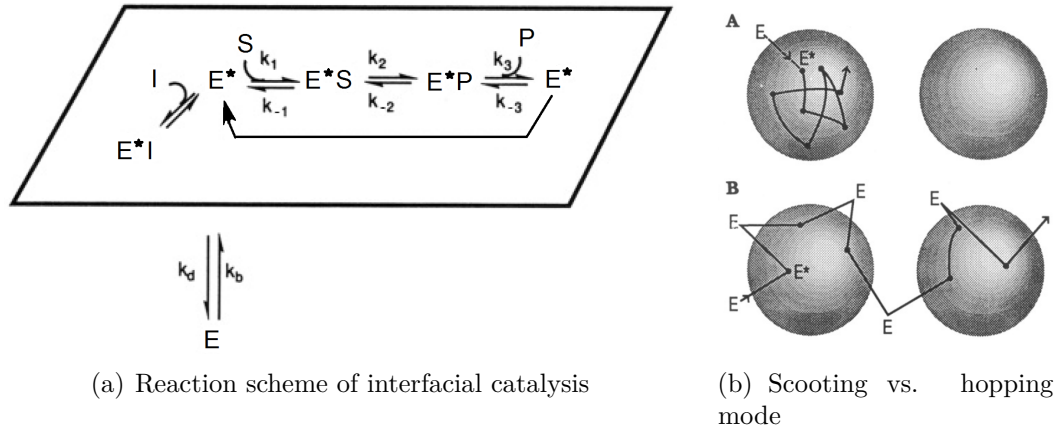 A
E
E*
B
E
E
E*
E
E
E
S
k1
k2
k3
P
I
E*
E*S
E*P
E*
k-1
k-2
k-3
E*I
kd
kb
E
(a) Reaction scheme of interfacial catalysis
(b) Scooting vs. hopping
mode